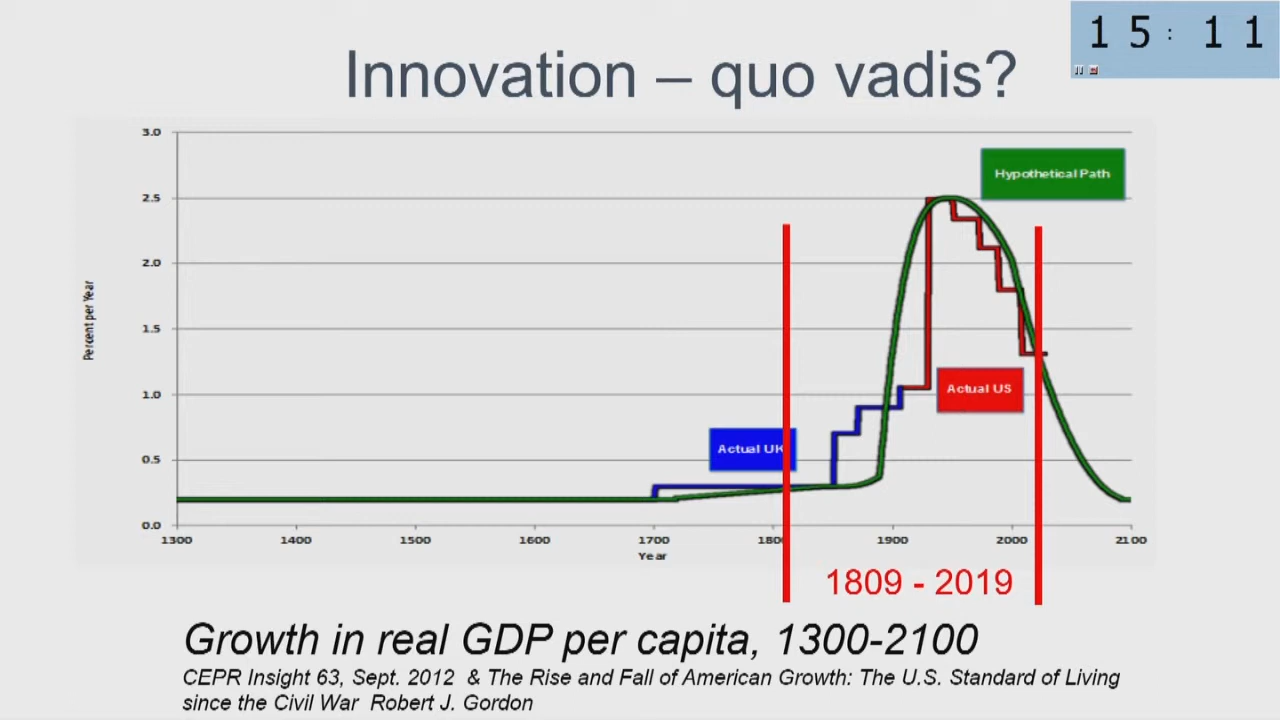 15:11
Innovation – quo vadis?
3.0
Hypothetical Path
2.5
2.0
Percent per Year
1.5
1.0
Actual US
Actual UK
0.5
0.0
1300 1400 1500 1600 1700 1800 1900 2000 2100
Year
1809 - 2019
Growth in real GDP per capita, 1300-2100
CEPR Insight 63, Sept. 2012 & The Rise and Fall of American Growth: The U.S. Standard of Living
since the Civil War Robert J. Gordon